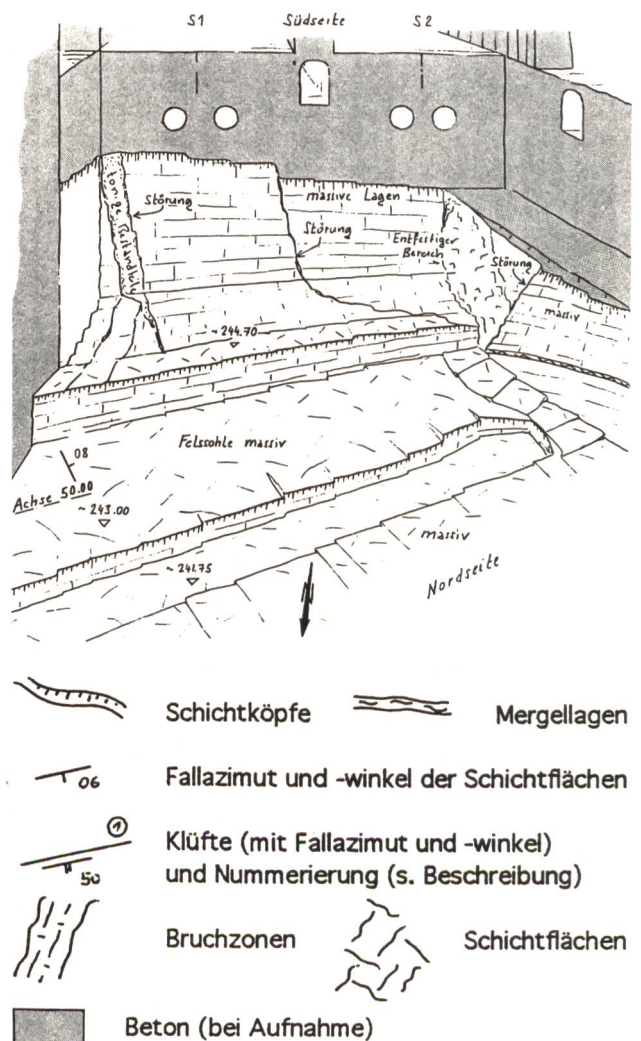 S1 Südseite S2
tonige Bestandteile
Störung
massive Lagen
Störung
Entfestigter
Bereich
Störung
massiv
~ 244.70
Felssohle massiv
08
Achse 50.00
~ 243.00
massiv
~ 241.75
Nordseite
N
Schichtköpfe
Mergellagen
06
Fallazimut und -winkel der Schichtflächen
1
50
Klüfte (mit Fallazimut und -winkel)
und Nummerierung (s. Beschreibung)
Bruchzonen
Schichtflächen
Beton (bei Aufnahme)